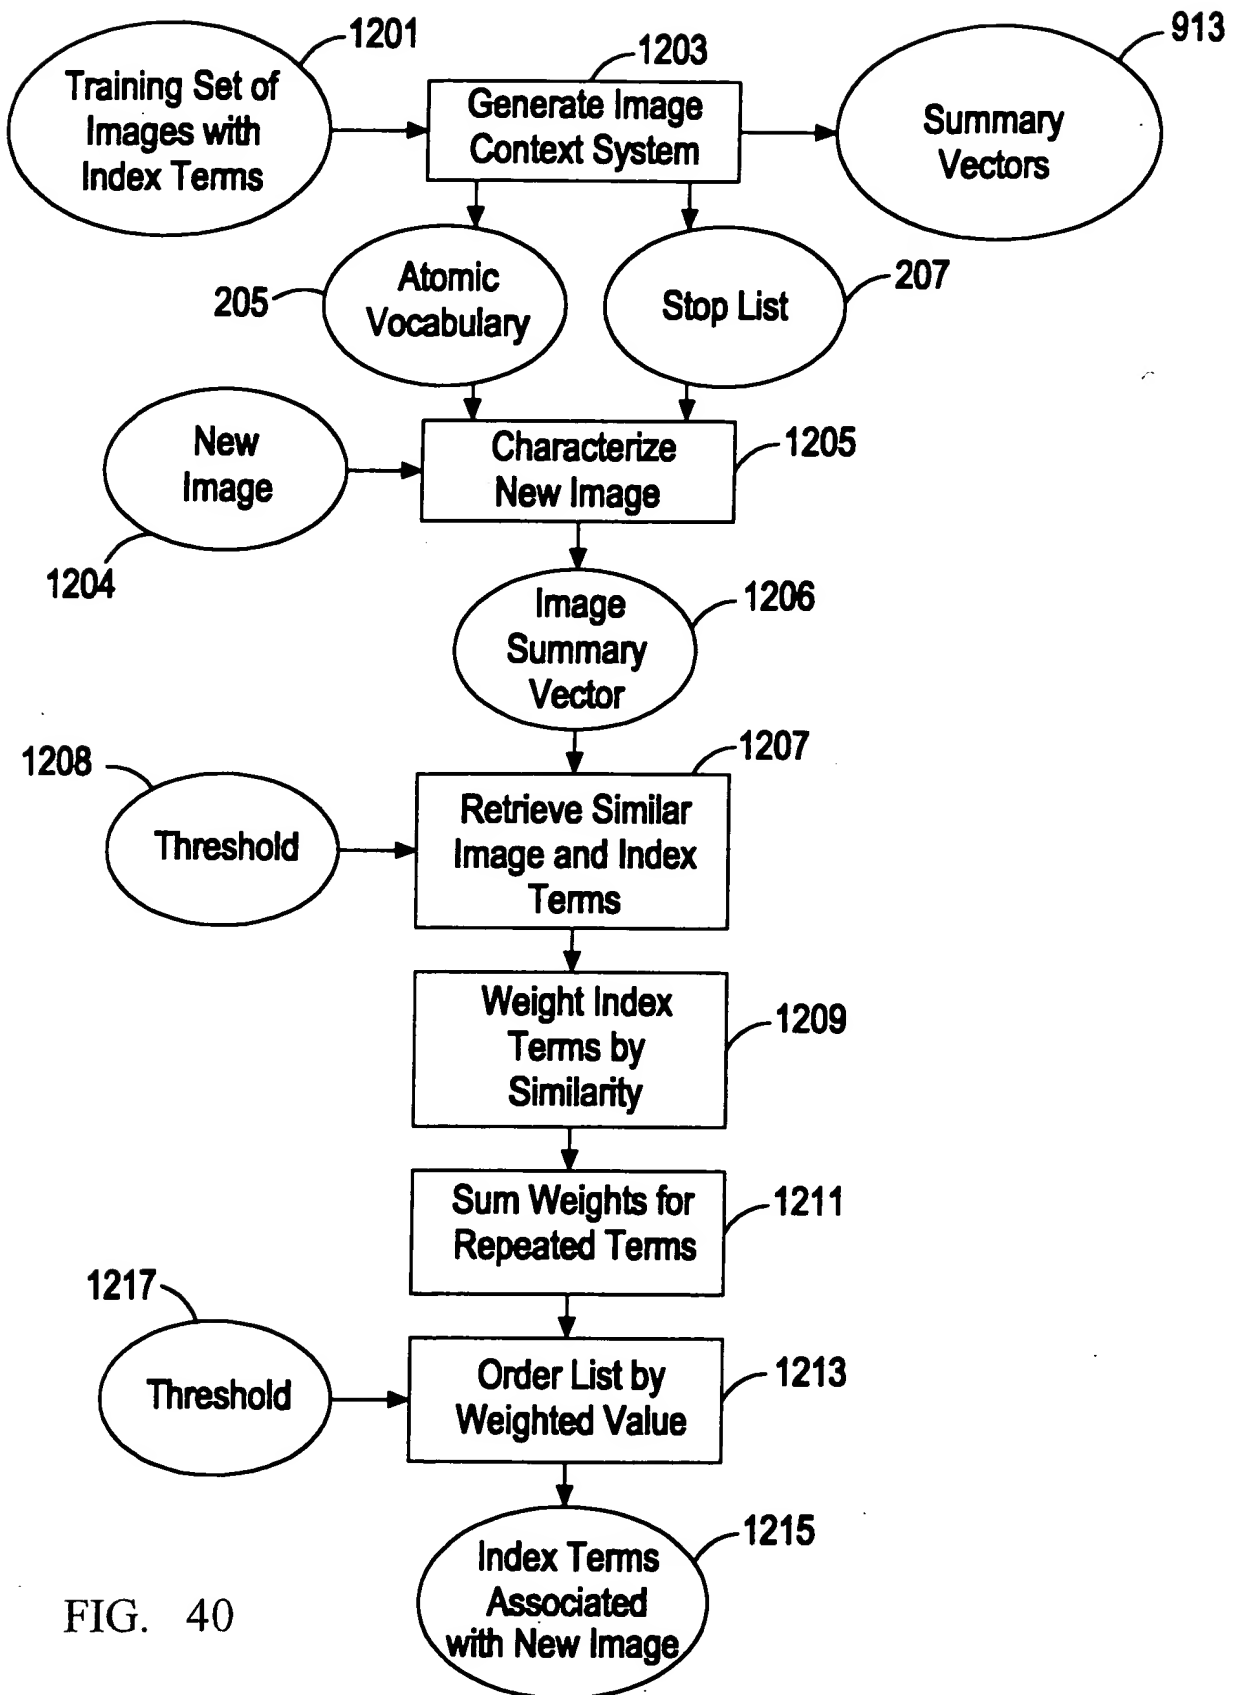 1201
Training Set of
Images with
Index Terms
1203
Generate Image
Context System
913
Summary
Vectors
205
Atomic
Vocabulary
Stop List
207
New
Image
1204
Characterize
New Image
1205
Image
Summary
Vector
1206
1208
Threshold
1207
Retrieve Similar
Image and Index
Terms
Weight Index
Terms by
Similarity
1209
Sum Weights for
Repeated Terms
1211
1217
Threshold
Order List by
Weighted Value
1213
Index Terms
Associated
with New Image
1215
FIG. 40